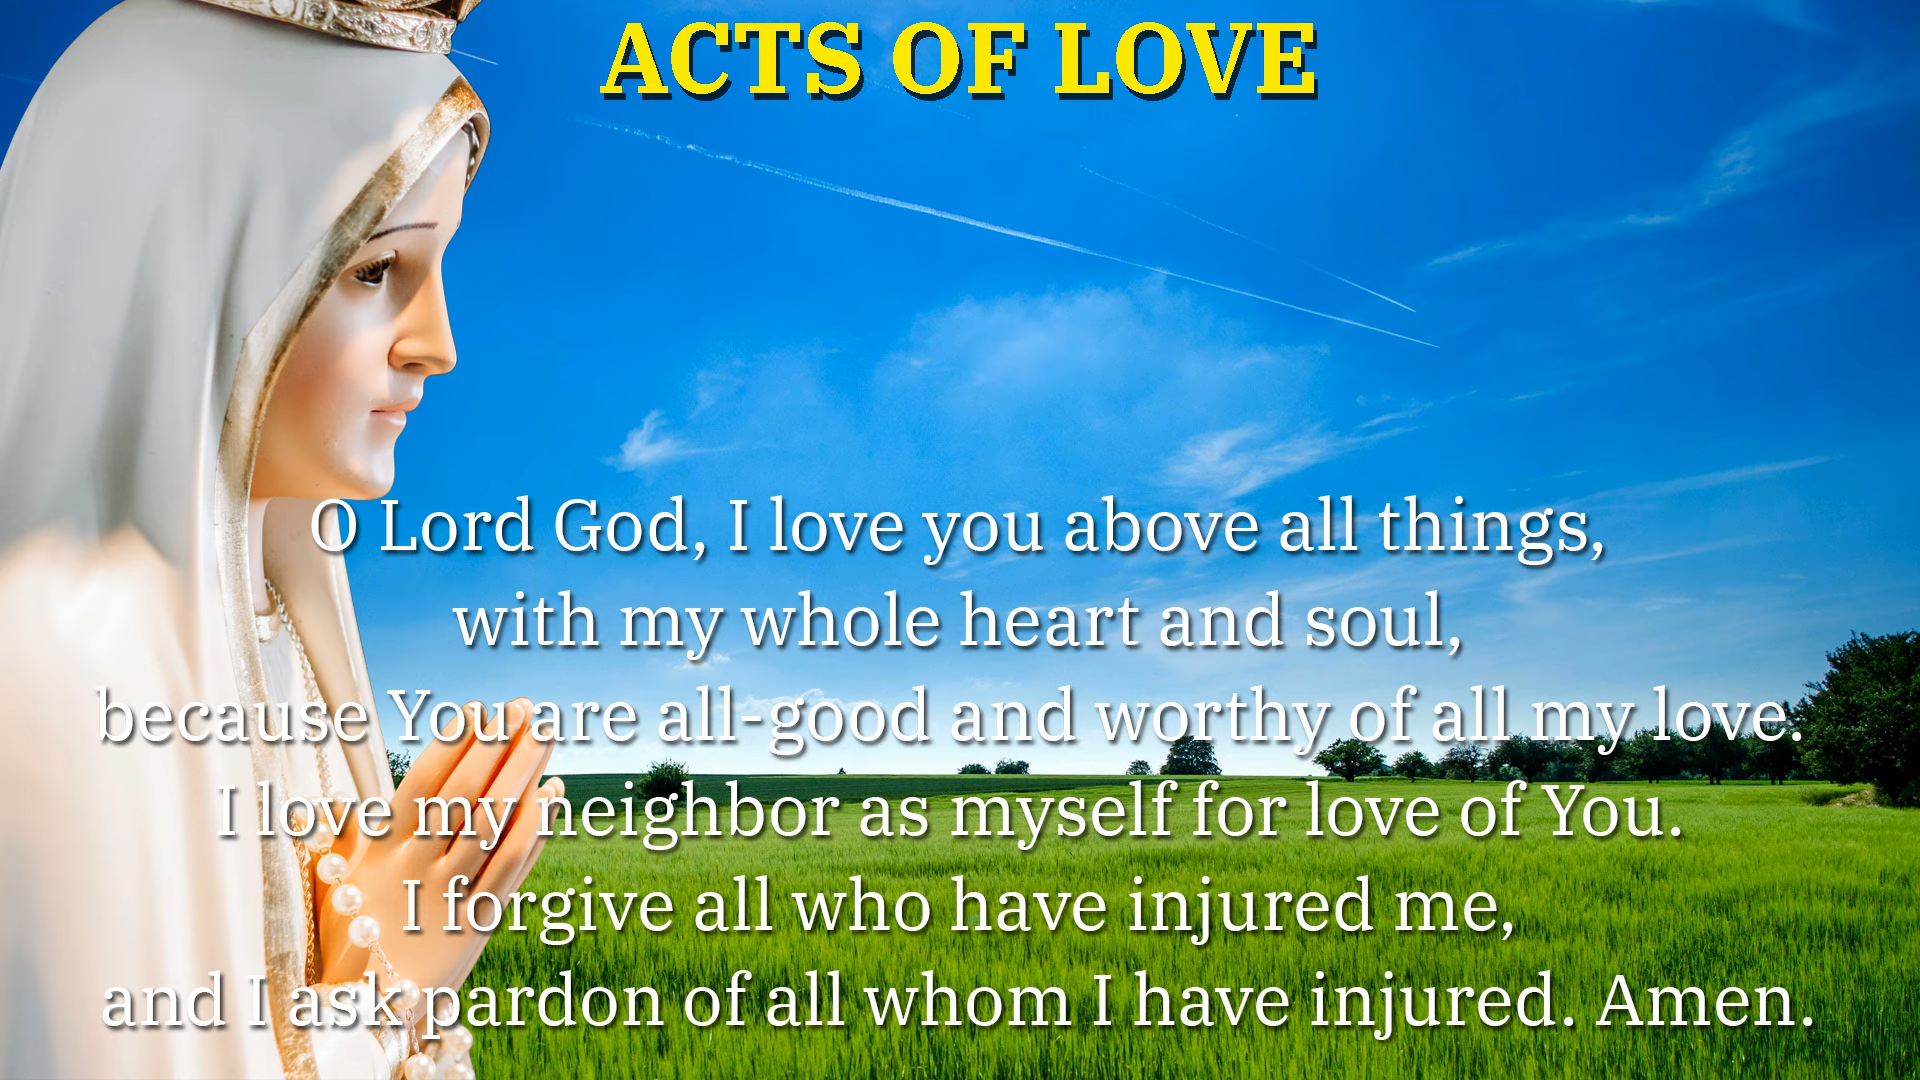 ACTS OF LOVE
O Lord God, I love you above all things,
with my whole heart and soul,
because You are all-good and worthy of all my love.
I love my neighbor as myself for love of You.
I forgive all who have injured me,
and I ask pardon of all whom I have injured. Amen.